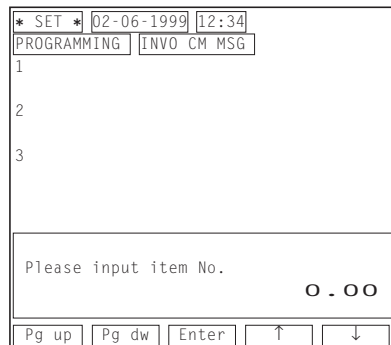 * SET * 02-06-1999 12:34
PROGRAMMING INVO CM MSG
1
2
3
Please input item No.
0.00
Pg up Pg dw Enter ↑ ↓